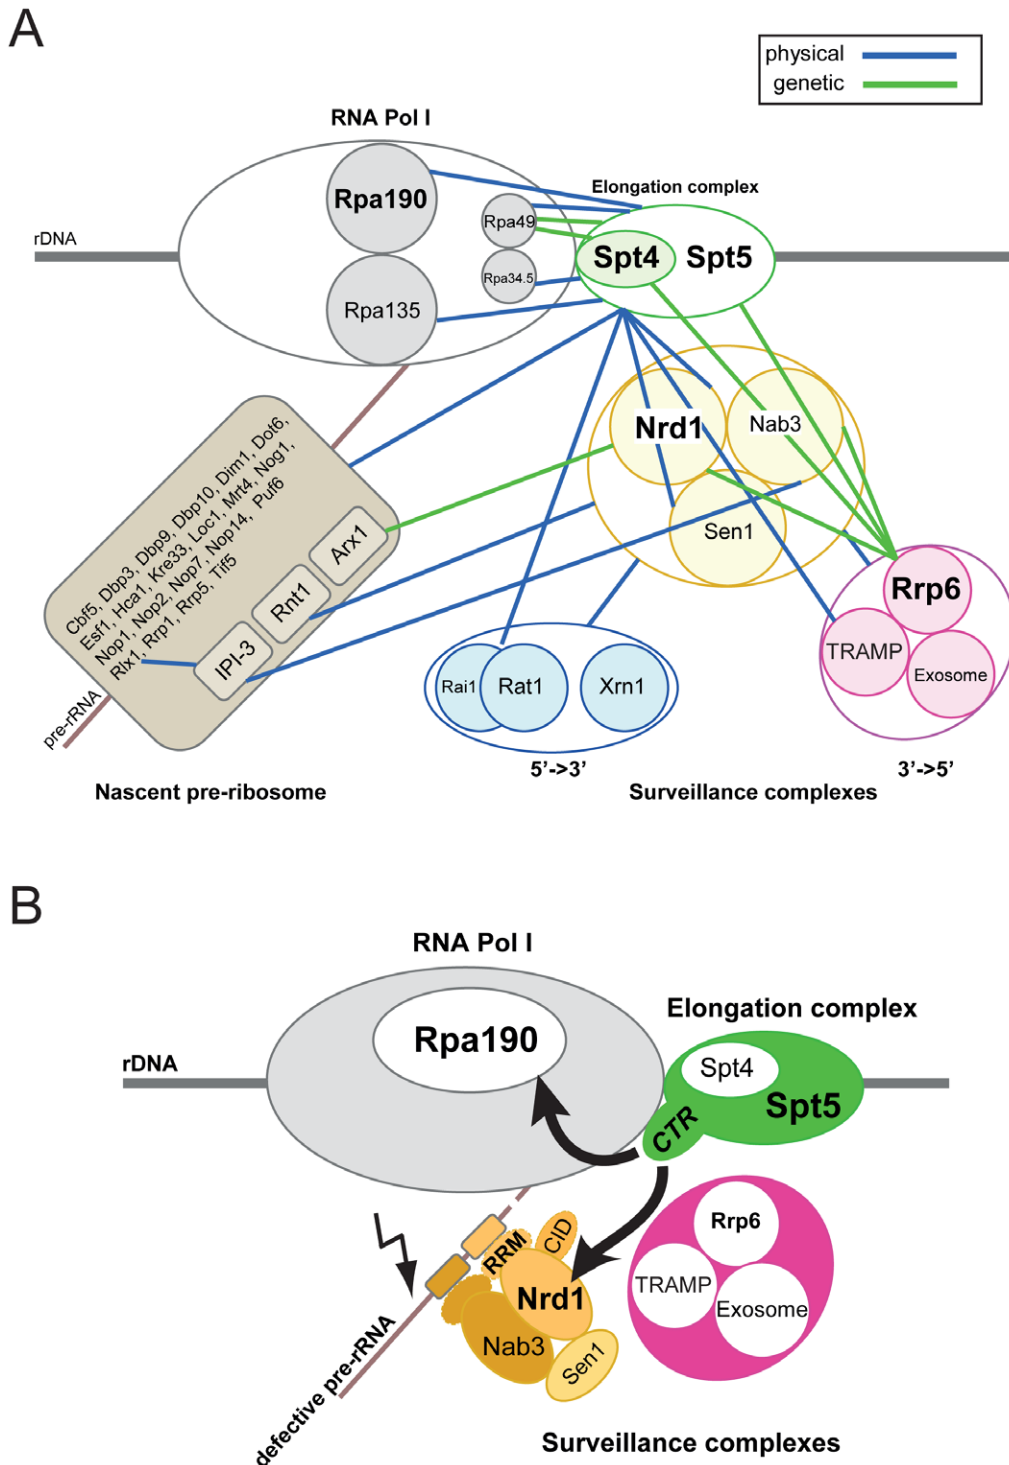 A
physical
genetic
RNA Pol I
Elongation complex
rDNA
Rpa190
Rpa49
Spt4
Spt5
Rpa34.5
Rpa135
Nrd1
Nab3
Sen1
Cbf5, Dbp3, Dbp9, Dbp10, Dim1, Dot6,
Esf1, Hca1, Kre33, Loc1, Mrt4, Nog1,
Nop1, Nop2, Nop7, Nop14, Puf6
Rlx1, Rrp1, Rrp5, Tif5
Arx1
Rnt1
IPI-3
pre-rRNA
Rrp6
TRAMP
Exosome
Rai1
Rat1
Xrn1
5’->3’
3’->5’
Nascent pre-ribosome
Surveillance complexes
B
RNA Pol I
Elongation complex
rDNA
Rpa190
Spt4
Spt5
CTR
RRM
CID
Nrd1
Nab3
Sen1
Rrp6
TRAMP
Exosome
defective pre-rRNA
Surveillance complexes